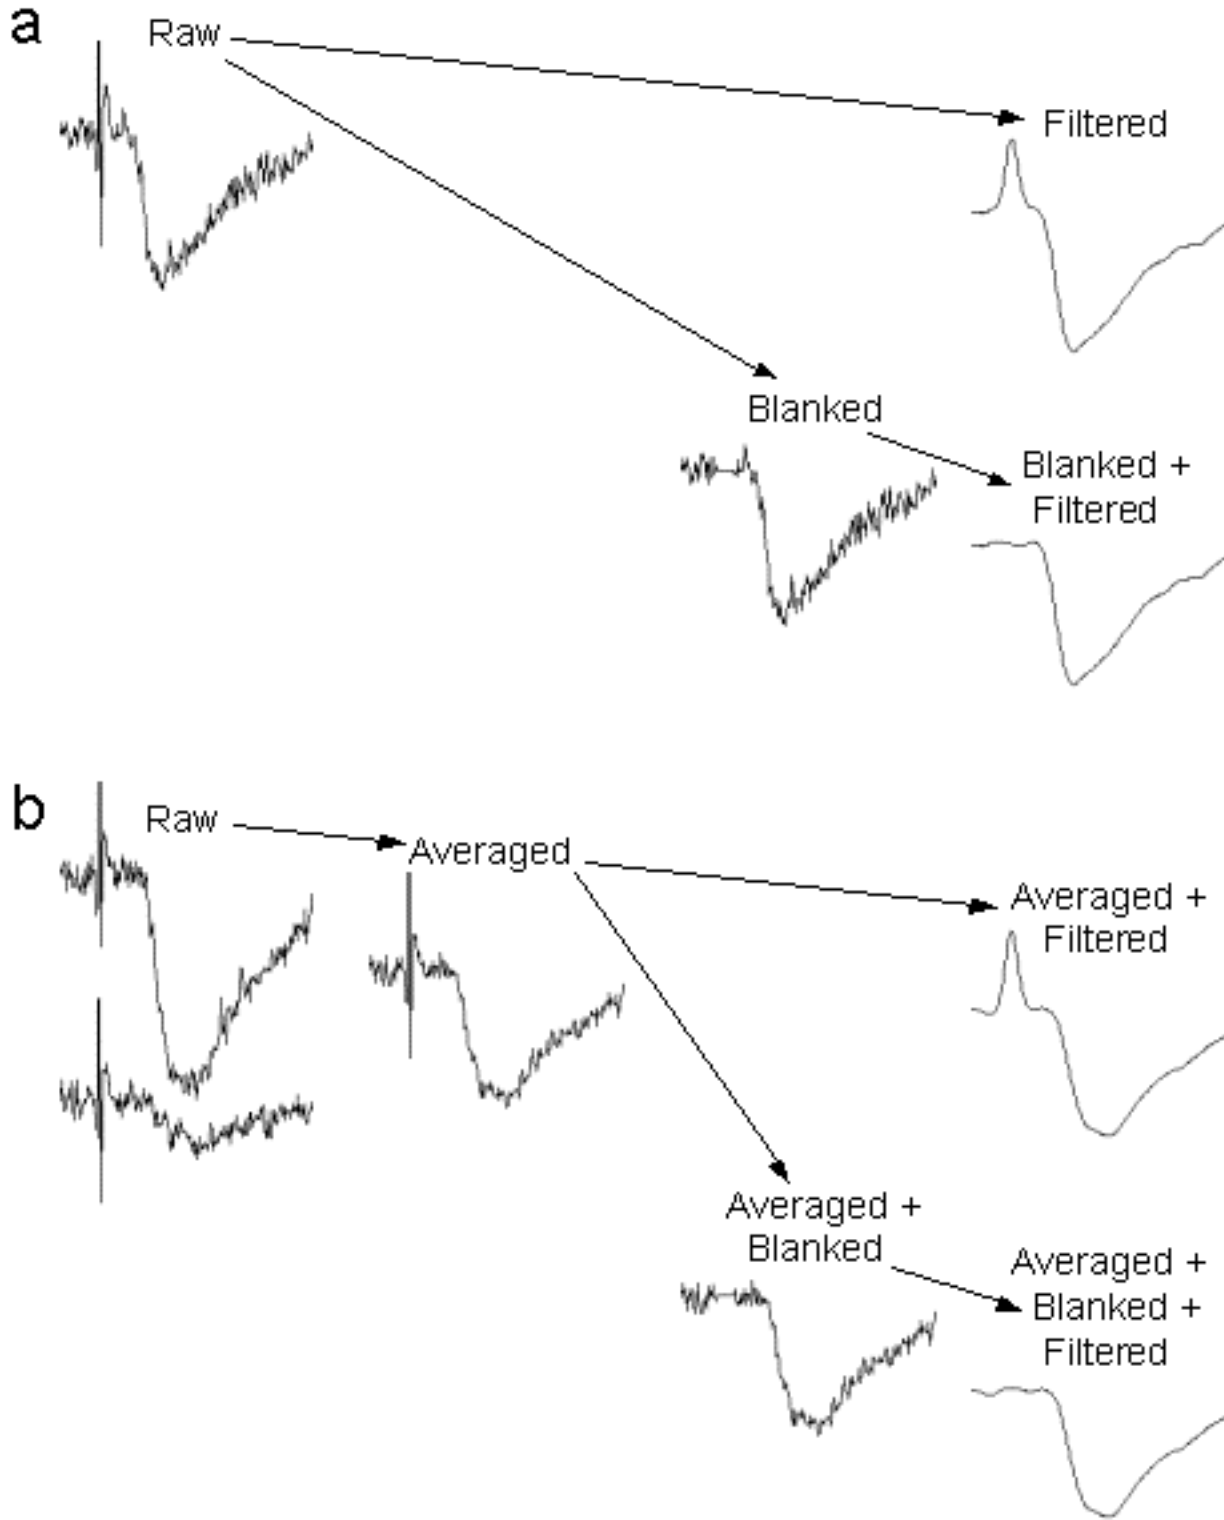 a
Raw
Filtered
Blanked
Blanked +
Filtered
b
Raw
Averaged
Averaged +
Filtered
Averaged +
Blanked
Averaged +
Blanked +
Filtered